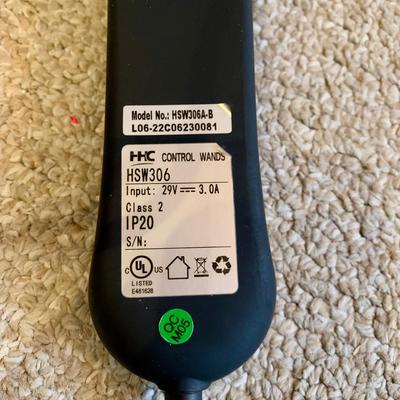 Model No.: HSW306A-B
L06-22C06230081
HHC CONTROL WANDS
HSW306
Input: 29V⎓3.0A
Class 2
IP20
S/N:
c UL US
LISTED
E481628
QC
M05